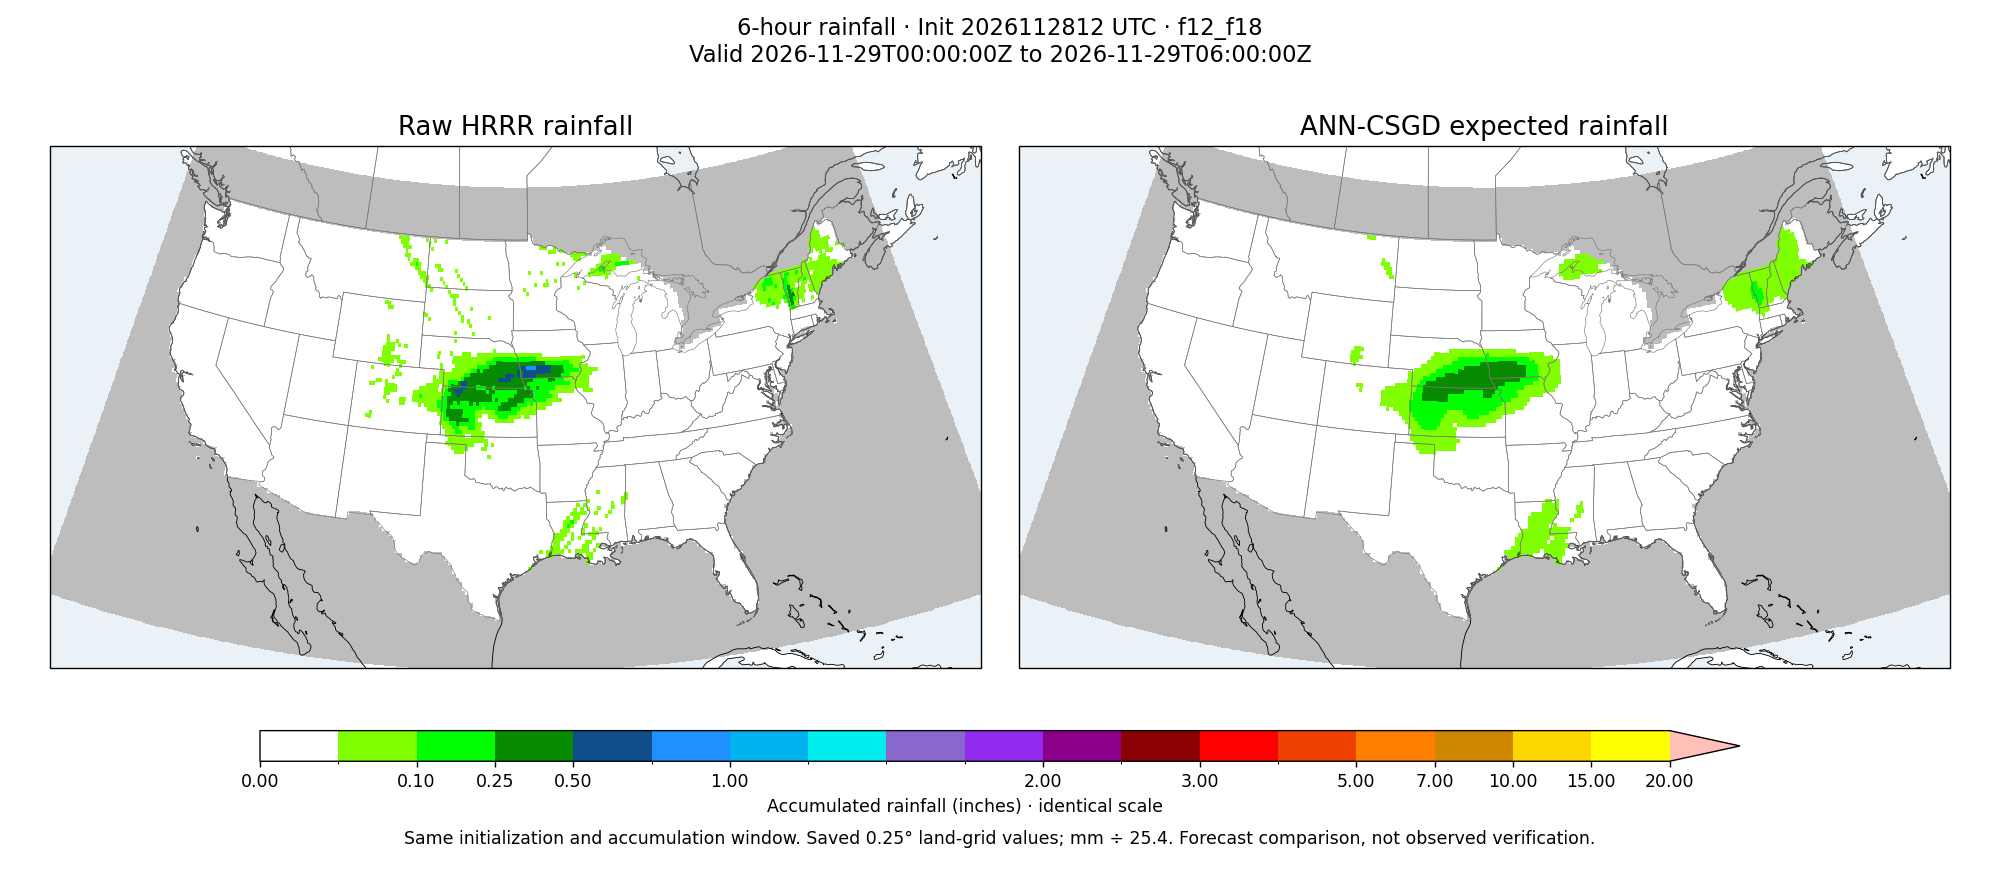 6-hour rainfall · Init 2026112812 UTC · f12_f18
Valid 2026-11-29T00:00:00Z to 2026-11-29T06:00:00Z
Raw HRRR rainfall
ANN-CSGD expected rainfall
0.00 0.10 0.25 0.50 1.00 2.00 3.00 5.00 7.00 10.00 15.00 20.00
Accumulated rainfall (inches) · identical scale
Same initialization and accumulation window. Saved 0.25° land-grid values; mm ÷ 25.4. Forecast comparison, not observed verification.